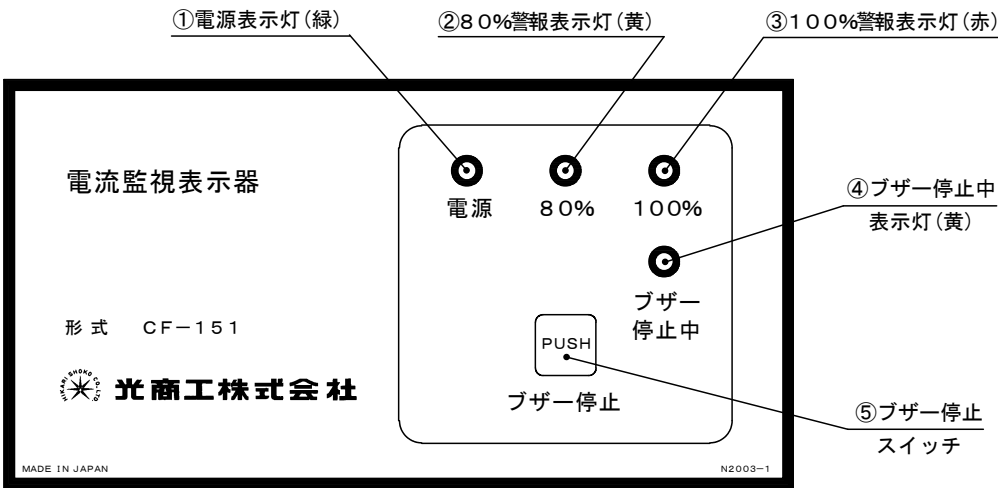 ①電源表示灯(緑)
②80%警報表示灯(黄)
③100%警報表示灯(赤)
電流監視表示器
電源
80%
100%
④ブザー停止中
表示灯(黄)
ブザー
停止中
形式 CF−151
PUSH
HIKARI SHOKO CO.,LTD.
光商工株式会社
ブザー停止
⑤ブザー停止
スイッチ
MADE IN JAPAN
N2003−1